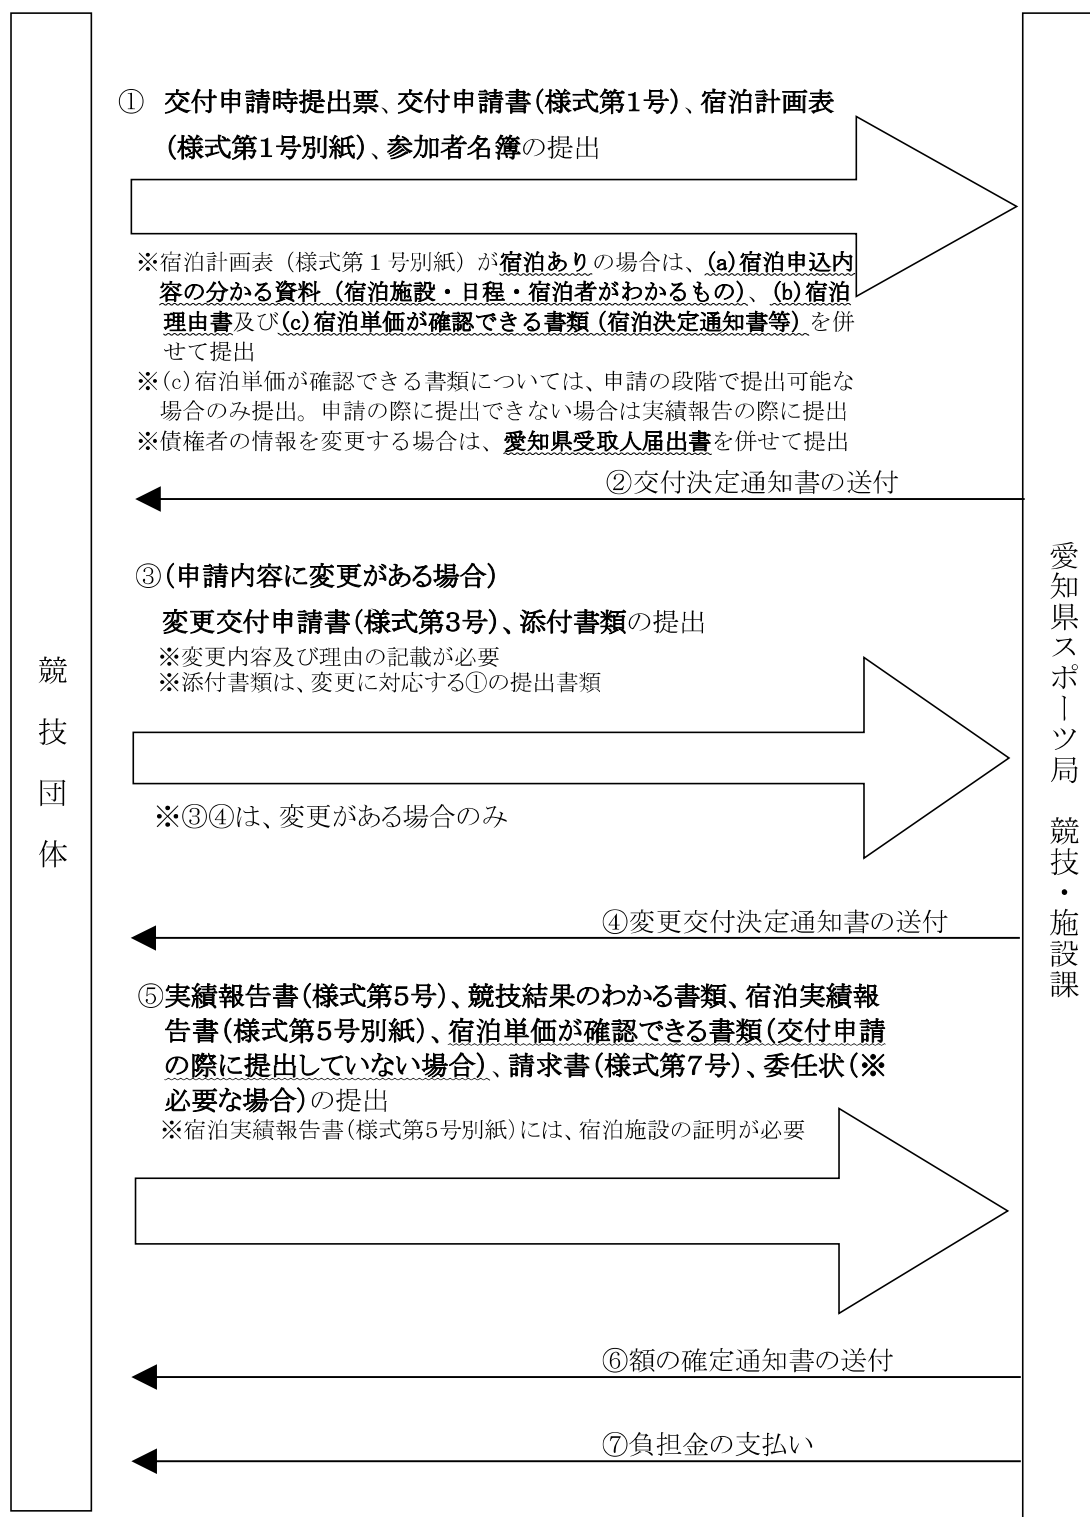 ① 交付申請時提出票、交付申請書(様式第1号)、宿泊計画表
(様式第1号別紙)、参加者名簿の提出
※宿泊計画表（様式第１号別紙）が宿泊ありの場合は、(a)宿泊申込内
容の分かる資料（宿泊施設・日程・宿泊者がわかるもの）、(b)宿泊
理由書及び(c)宿泊単価が確認できる書類（宿泊決定通知書等）を併
せて提出
※(c)宿泊単価が確認できる書類については、申請の段階で提出可能な
場合のみ提出。申請の際に提出できない場合は実績報告の際に提出
※債権者の情報を変更する場合は、愛知県受取人届出書を併せて提出
②交付決定通知書の送付
③(申請内容に変更がある場合)
変更交付申請書(様式第3号)、添付書類の提出
※変更内容及び理由の記載が必要
※添付書類は、変更に対応する①の提出書類
※③④は、変更がある場合のみ
④変更交付決定通知書の送付
⑤実績報告書(様式第5号)、競技結果のわかる書類、宿泊実績報
告書(様式第5号別紙)、宿泊単価が確認できる書類(交付申請
の際に提出していない場合)、請求書(様式第7号)、委任状(※
必要な場合)の提出
※宿泊実績報告書(様式第5号別紙)には、宿泊施設の証明が必要
⑥額の確定通知書の送付
⑦負担金の支払い
競技団体
愛知県スポーツ局　競技・施設課